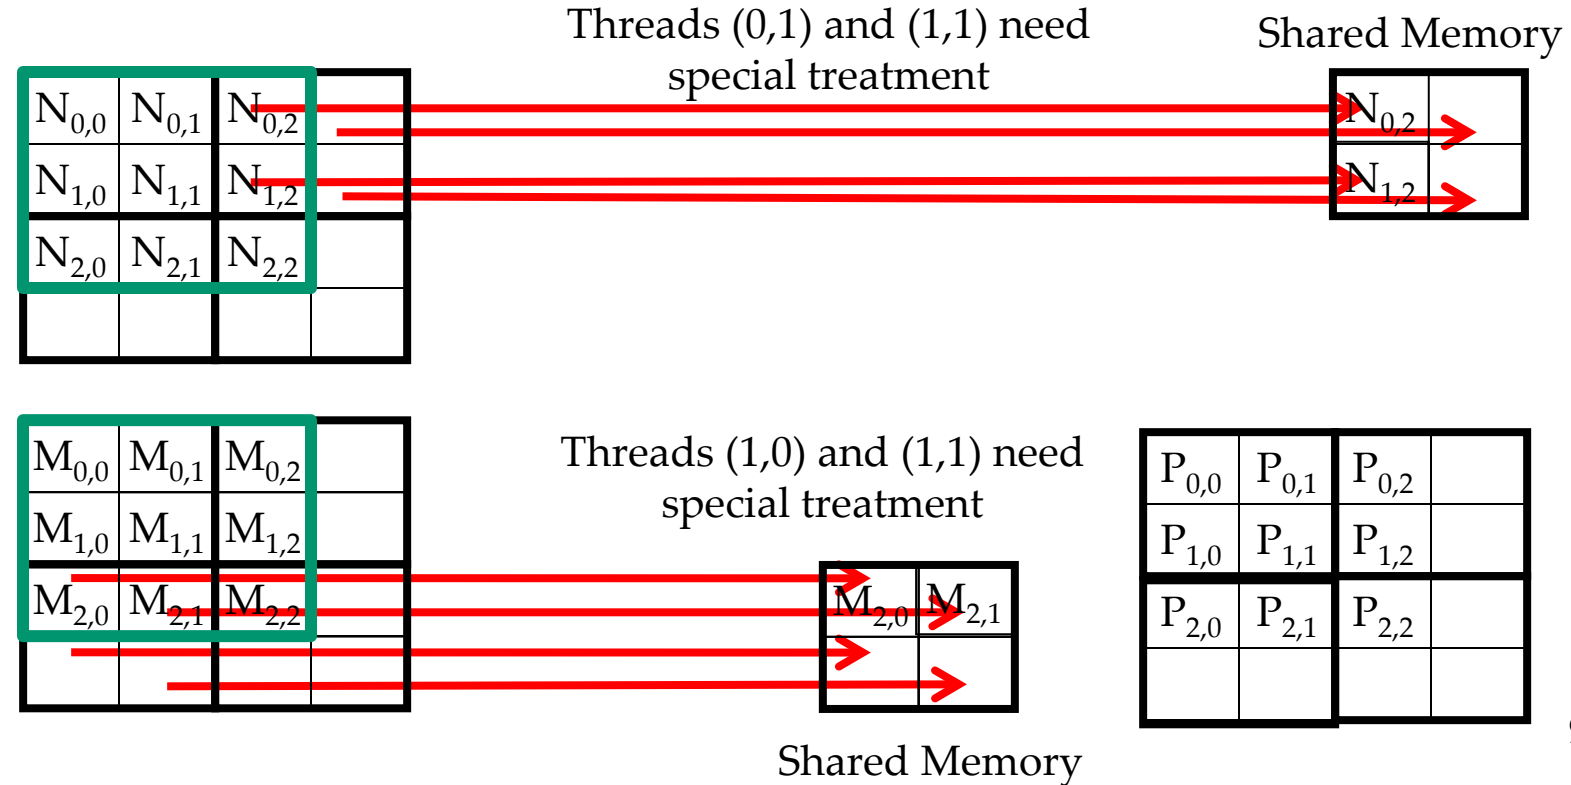 Threads (0,1) and (1,1) need
special treatment
Shared Memory
N0,0 N0,1 N0,2
N1,0 N1,1 N1,2
N2,0 N2,1 N2,2
N0,2
N1,2
Threads (1,0) and (1,1) need
special treatment
M0,0 M0,1 M0,2
M1,0 M1,1 M1,2
M2,0 M2,1 M2,2
M2,0 M2,1
Shared Memory
P0,0 P0,1 P0,2
P1,0 P1,1 P1,2
P2,0 P2,1 P2,2